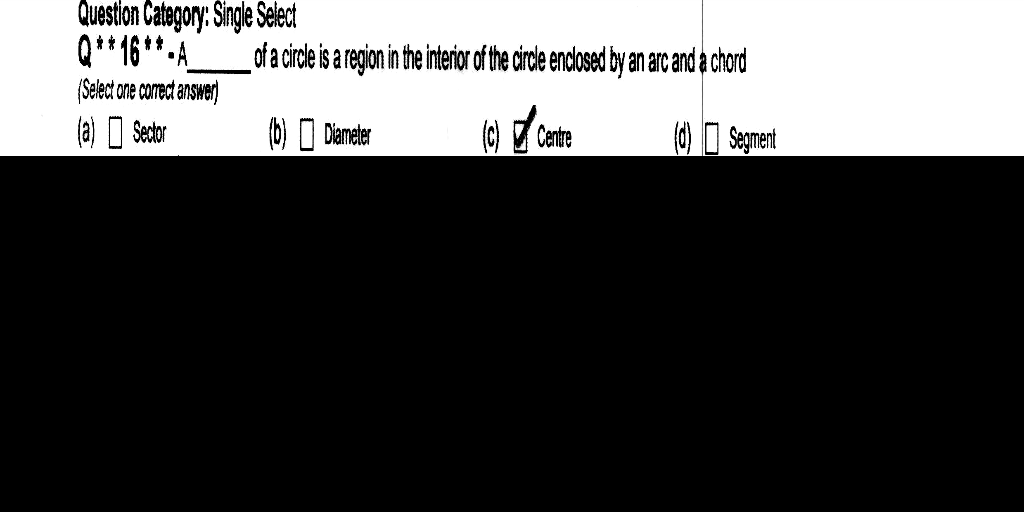 Question Category: Single Select
Q**16**-A______ of a circle is a region in the interior of the circle enclosed by an arc and a chord
(Select one correct answer)
(a) ☐ Sector (b) ☐ Diameter (c) ☑ Centre (d) ☐ Segment